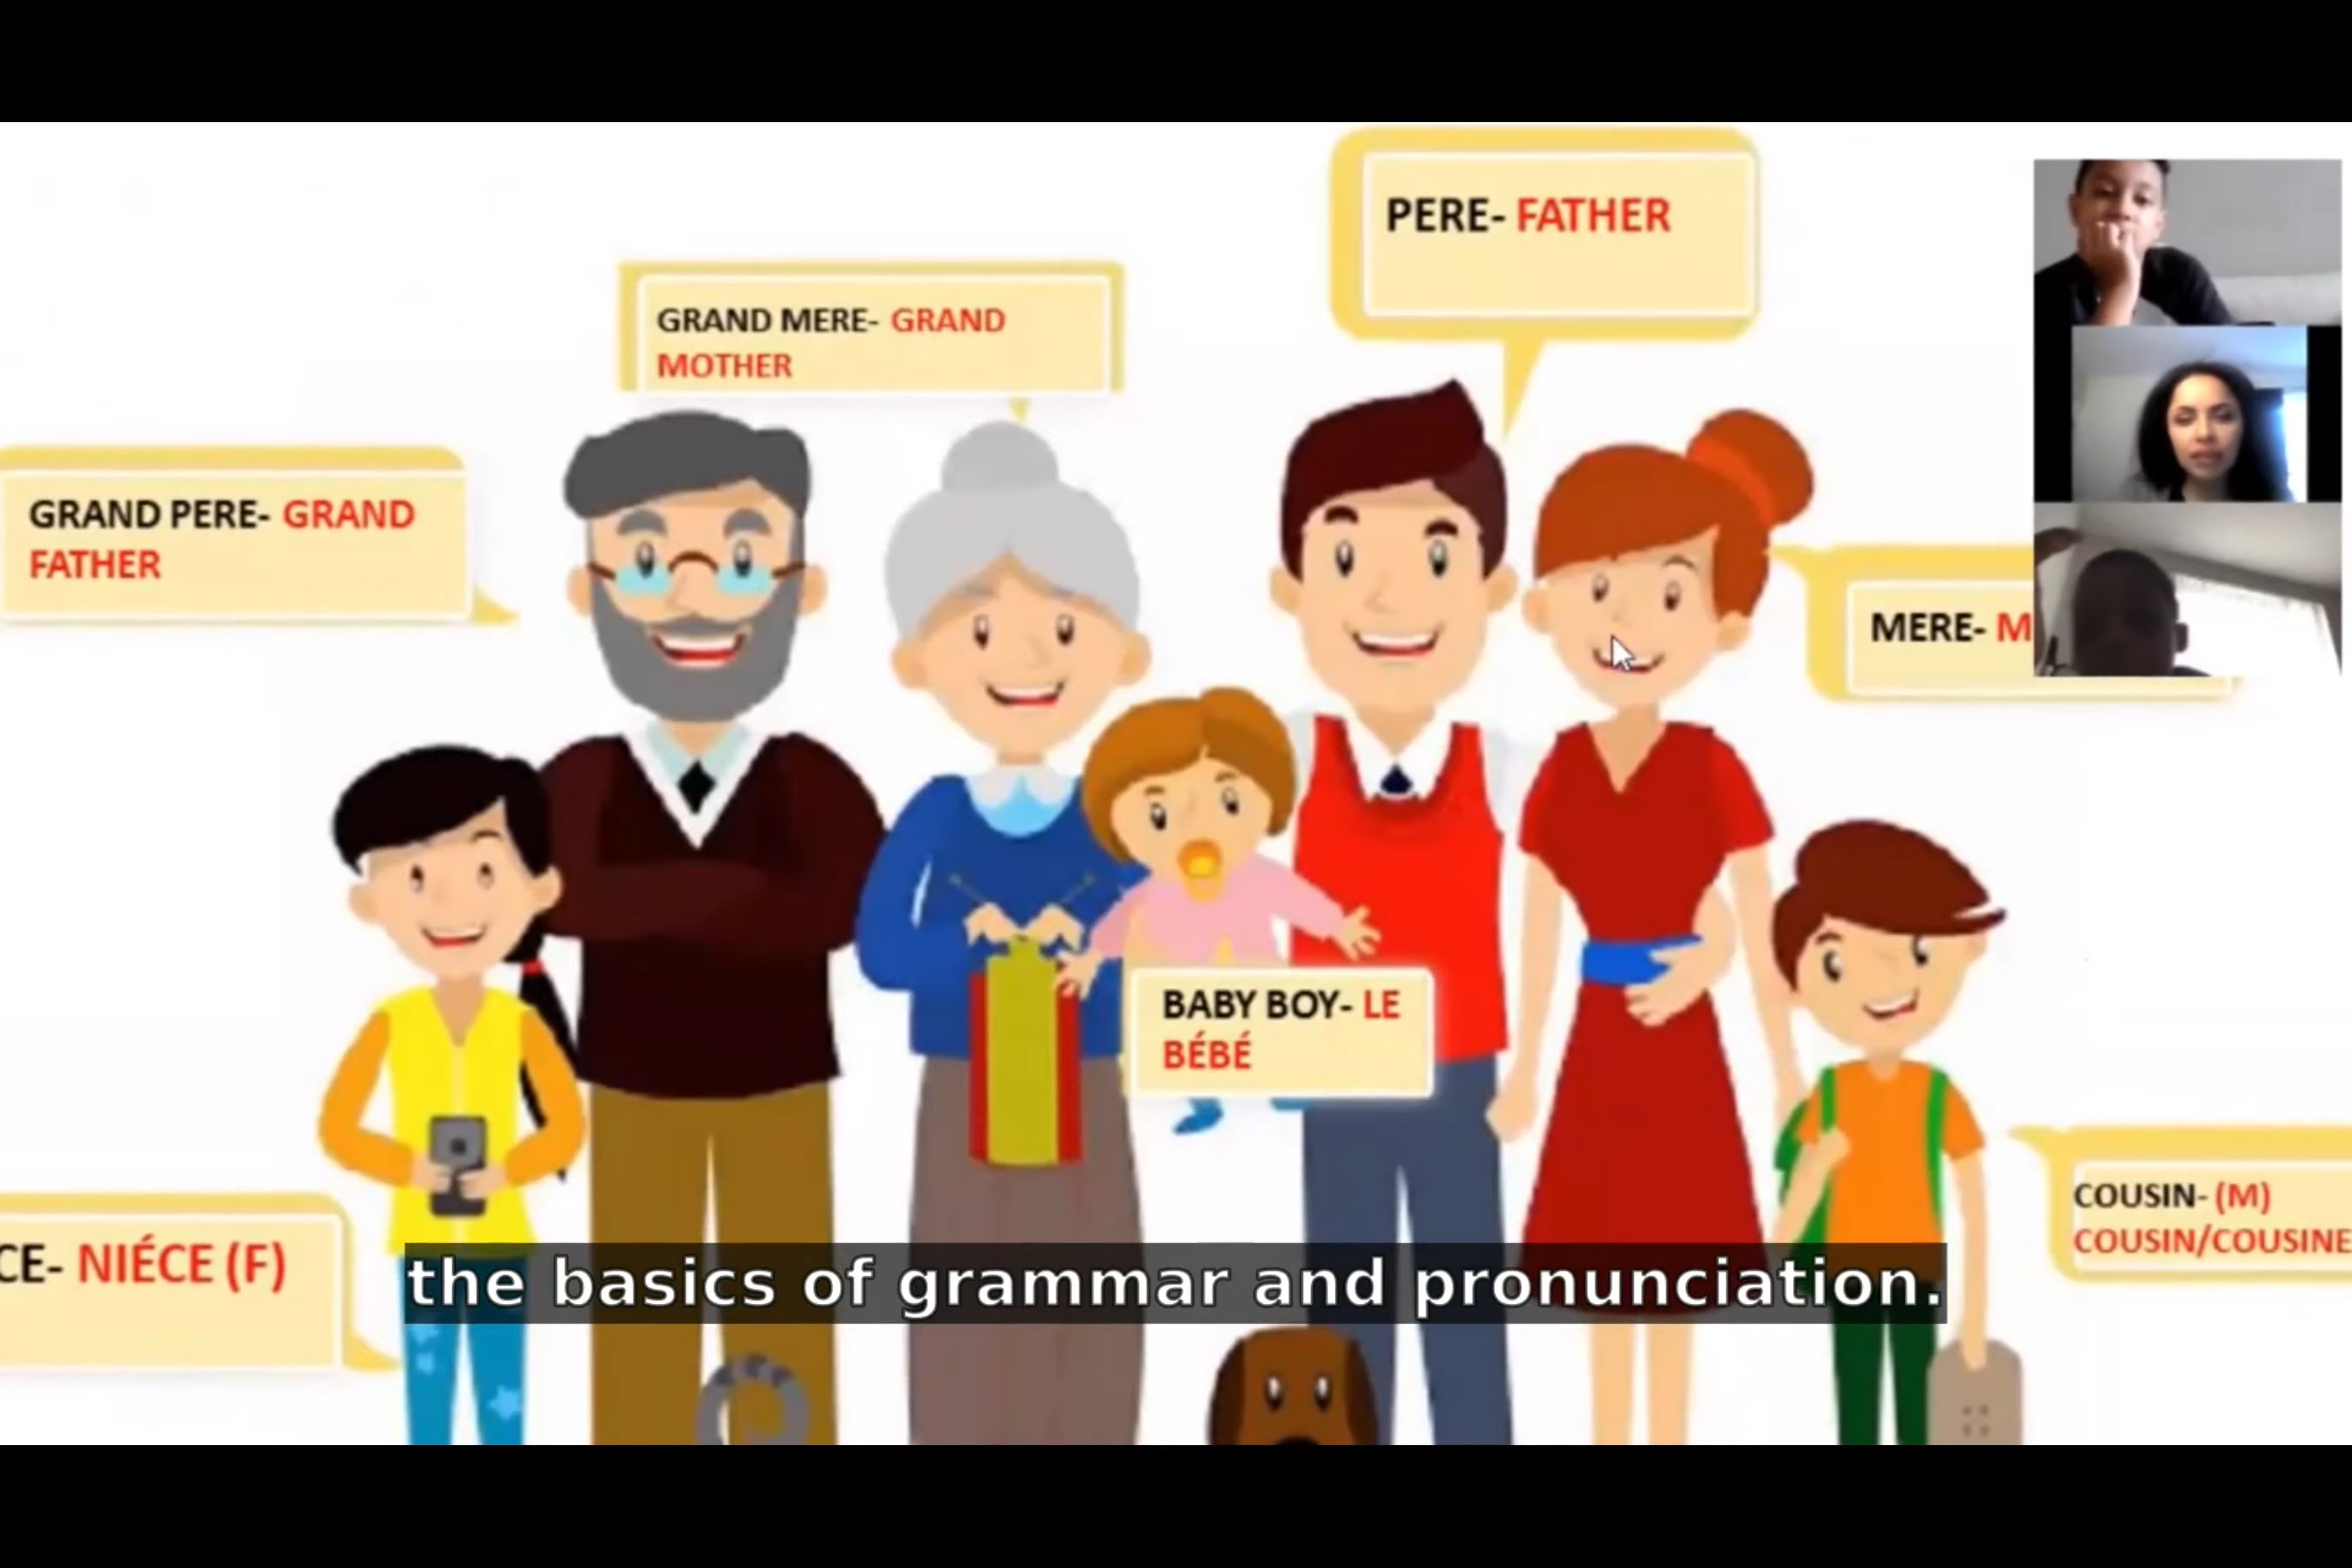 PERE- FATHER
GRAND MERE- GRAND
MOTHER
GRAND PERE- GRAND
FATHER
MERE- M
BABY BOY- LE
BÉBÉ
COUSIN- (M)
COUSIN/COUSINE
CE- NIÉCE (F)
the basics of grammar and pronunciation.